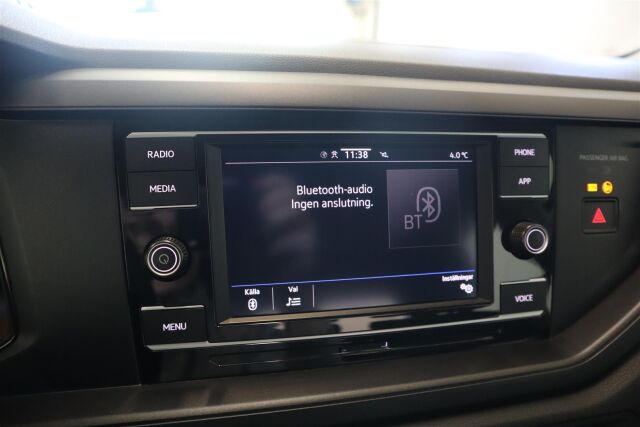 RADIO
MEDIA
MENU
11:38
4.0 °C
Bluetooth-audio
Ingen anslutning.
BT
Källa
Val
Inställningar
PHONE
APP
VOICE
PASSENGER AIR BAG